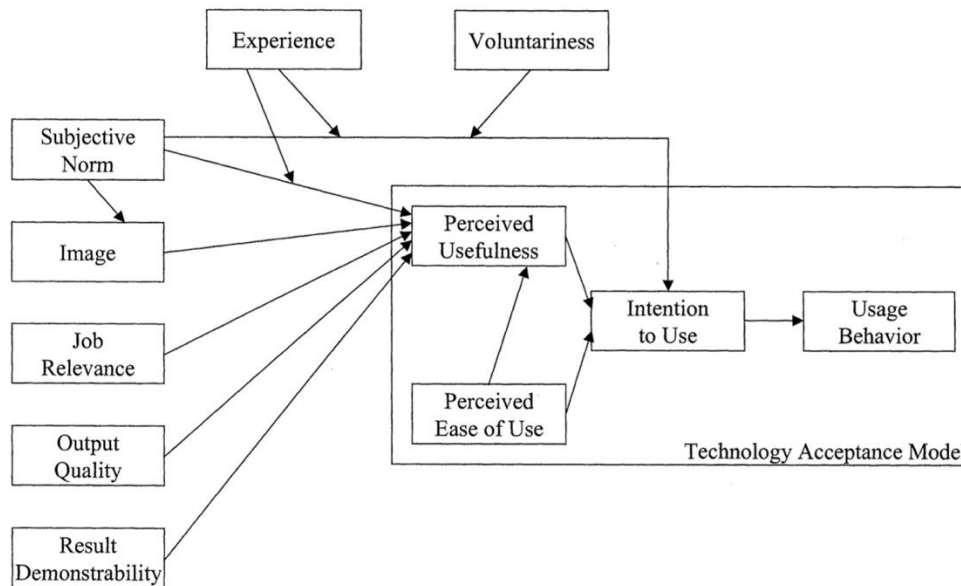 Experience
Voluntariness
Subjective
Norm
Image
Job
Relevance
Output
Quality
Result
Demonstrability
Perceived
Usefulness
Perceived
Ease of Use
Intention
to Use
Usage
Behavior
Technology Acceptance Model